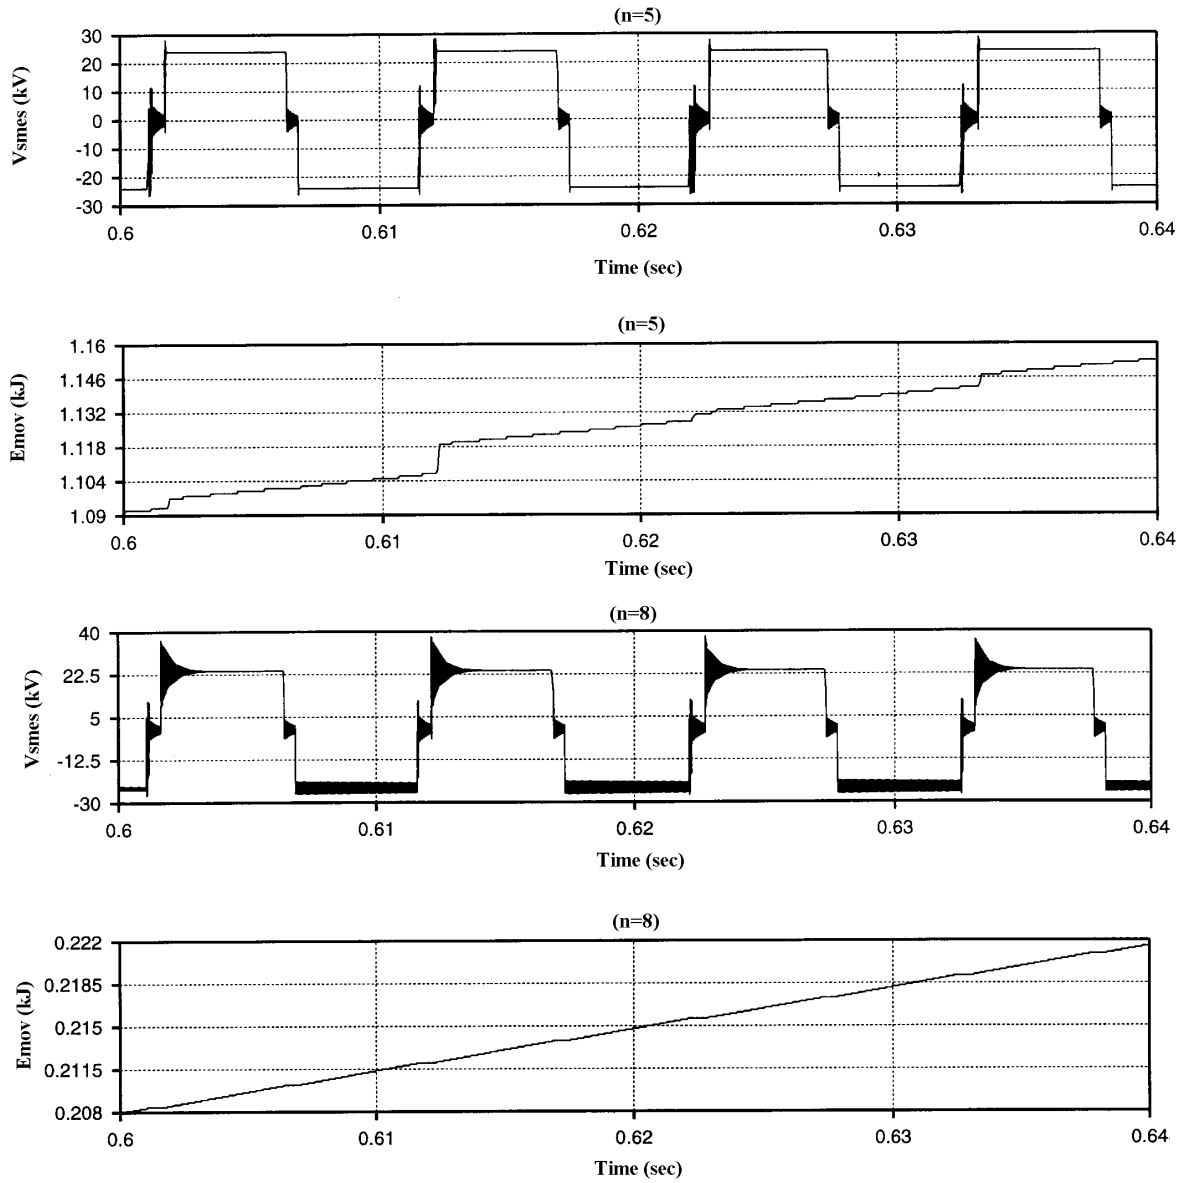 (n=5)
30
20
10
0
-10
-20
-30
Vsmes (kV)
0.6 0.61 0.62 0.63 0.64
Time (sec)
(n=5)
1.16
1.146
1.132
1.118
1.104
1.09
Emov (kJ)
0.6 0.61 0.62 0.63 0.64
Time (sec)
(n=8)
40
22.5
5
-12.5
-30
Vsmes (kV)
0.6 0.61 0.62 0.63 0.64
Time (sec)
(n=8)
0.222
0.2185
0.215
0.2115
0.208
Emov (kJ)
0.6 0.61 0.62 0.63 0.64
Time (sec)